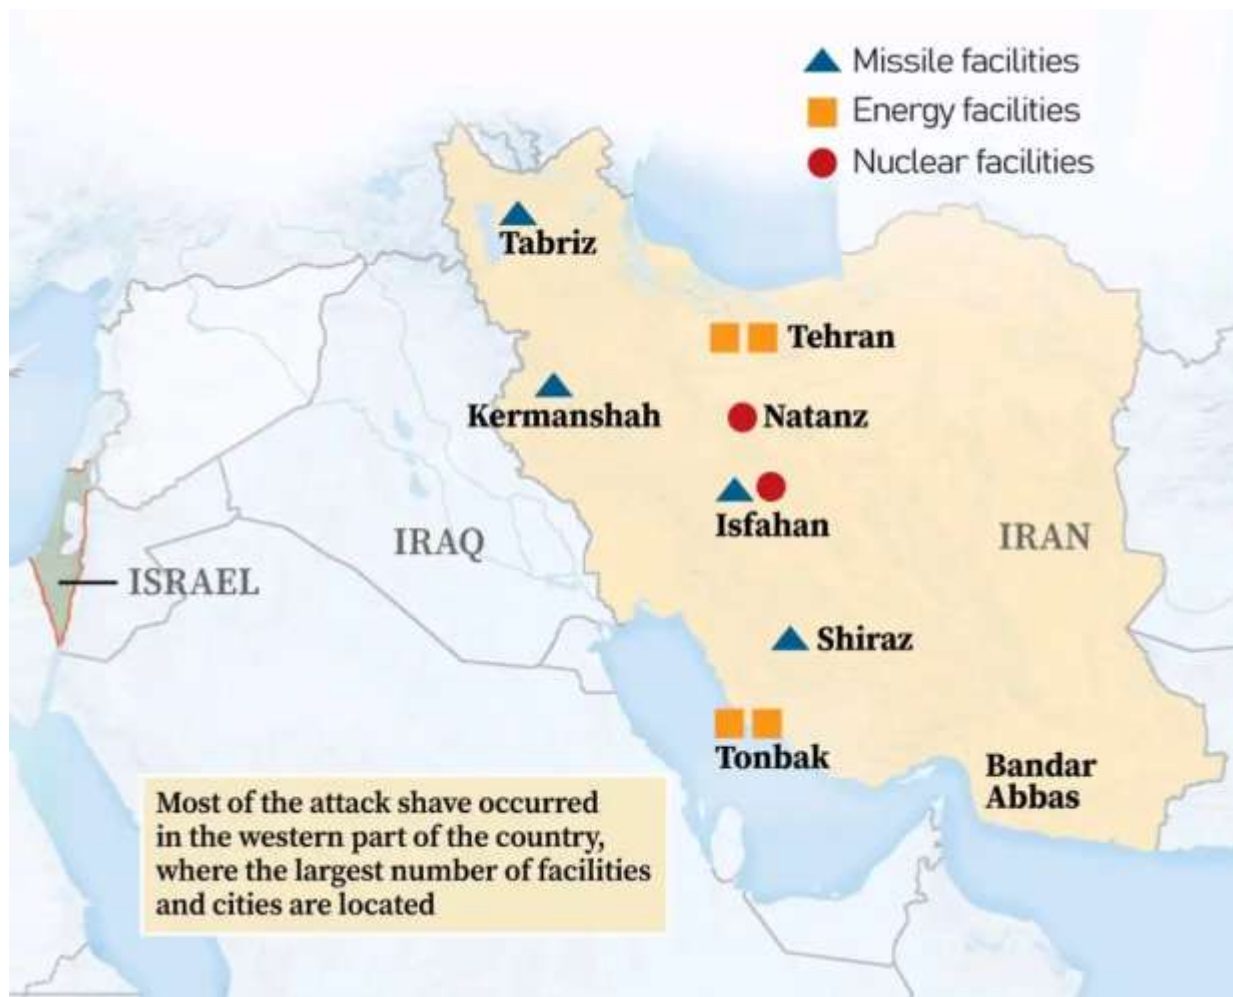 Missile facilities
Energy facilities
Nuclear facilities
Tabriz
Tehran
Kermanshah
Natanz
Isfahan
IRAQ
IRAN
ISRAEL
Shiraz
Tonbak
Bandar
Abbas
Most of the attack shave occurred
in the western part of the country,
where the largest number of facilities
and cities are located